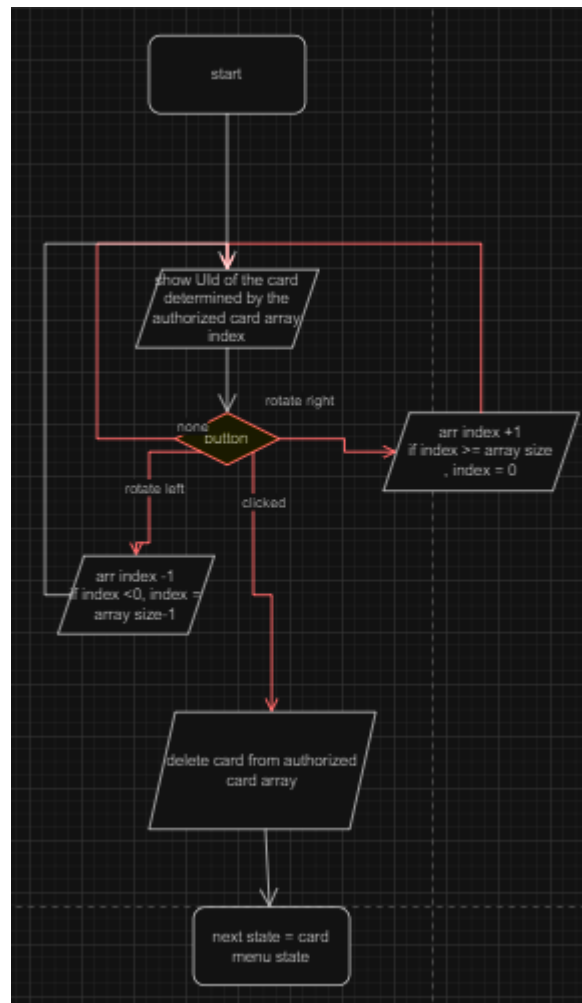 start
show UId of the card
determined by the
authorized card array
index
rotate right
none
button
arr index +1
if index >= array size
, index = 0
rotate left
clicked
arr index -1
if index <0, index =
array size-1
delete card from authorized
card array
next state = card
menu state